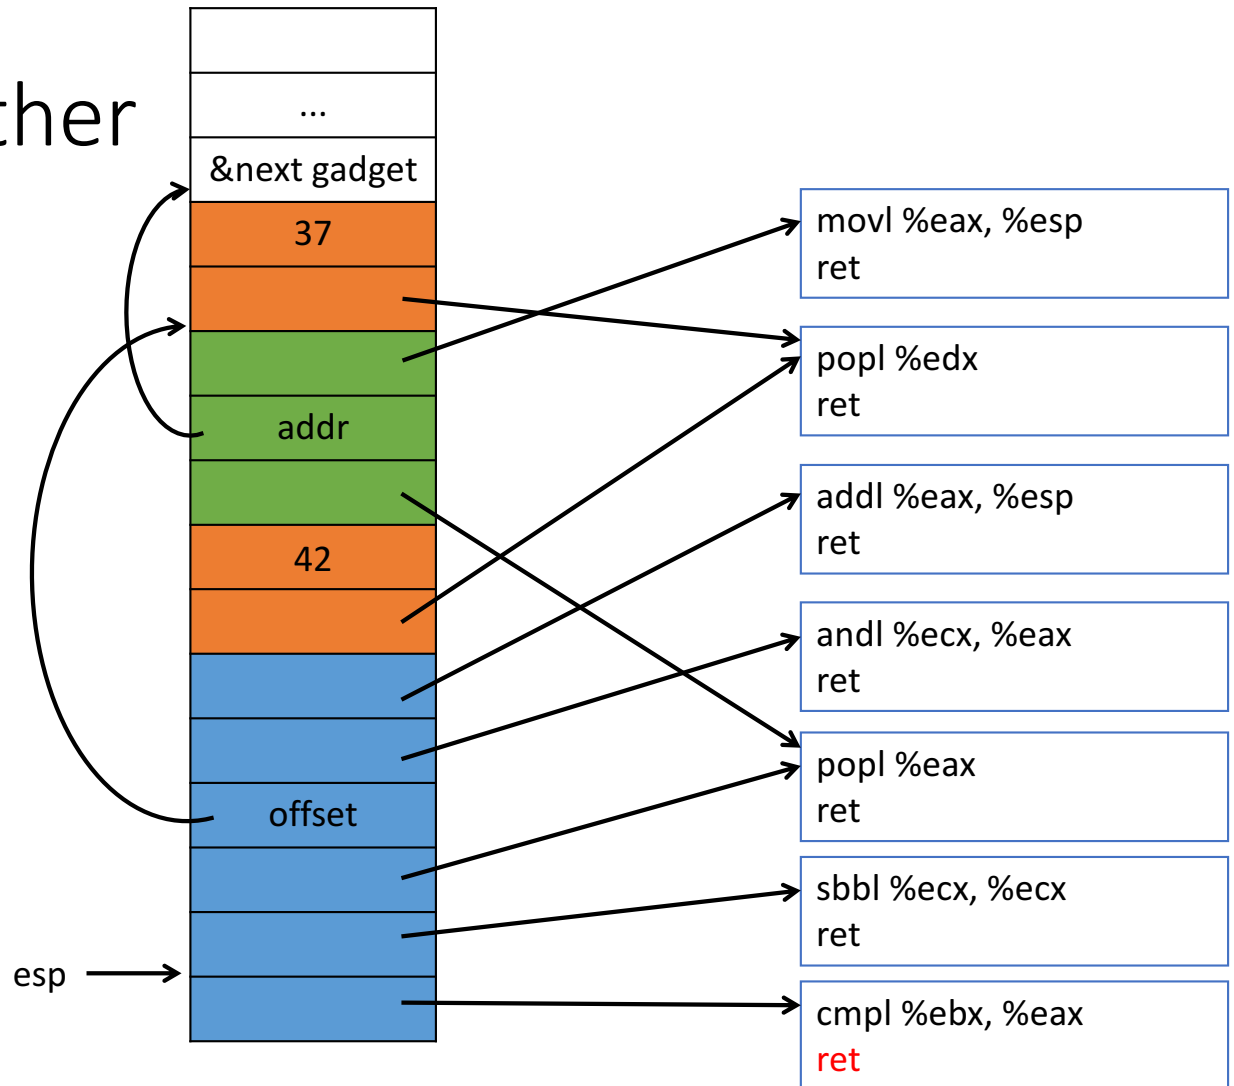 ther
...
&next gadget
37
addr
42
offset
esp
movl %eax, %esp
ret
popl %edx
ret
addl %eax, %esp
ret
andl %ecx, %eax
ret
popl %eax
ret
sbbl %ecx, %ecx
ret
cmpl %ebx, %eax
ret